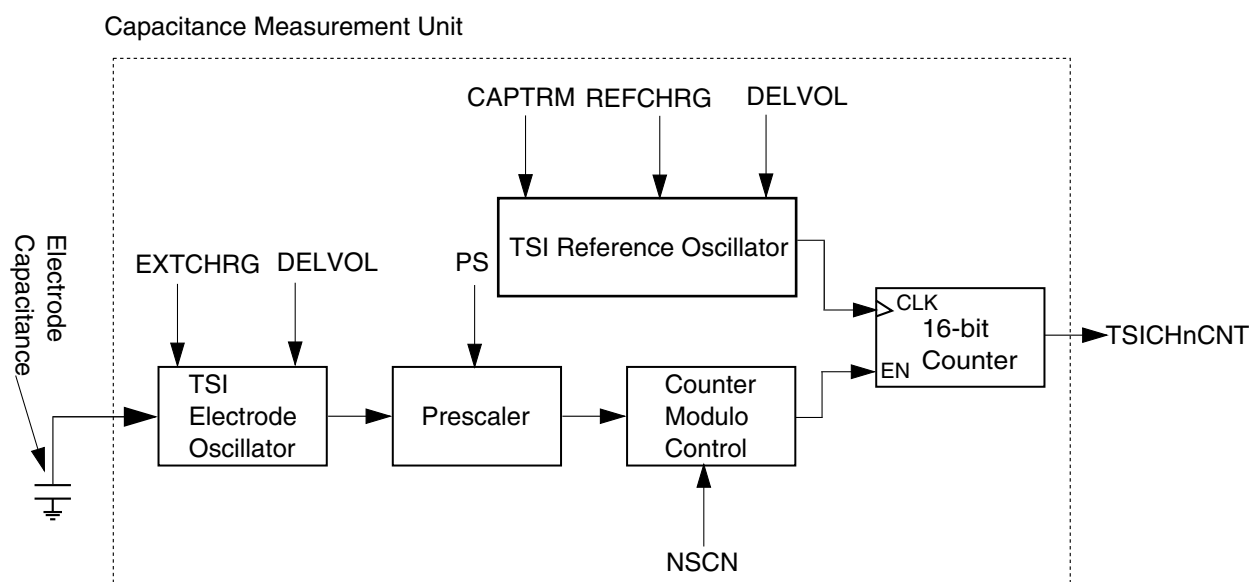 Capacitance Measurement Unit
CAPTRM REFCHRG DELVOL
TSI Reference Oscillator
Electrode
Capacitance
EXTCHRG DELVOL
PS
CLK
16-bit
Counter
EN
TSICHnCNT
TSI
Electrode
Oscillator
Prescaler
Counter
Modulo
Control
NSCN